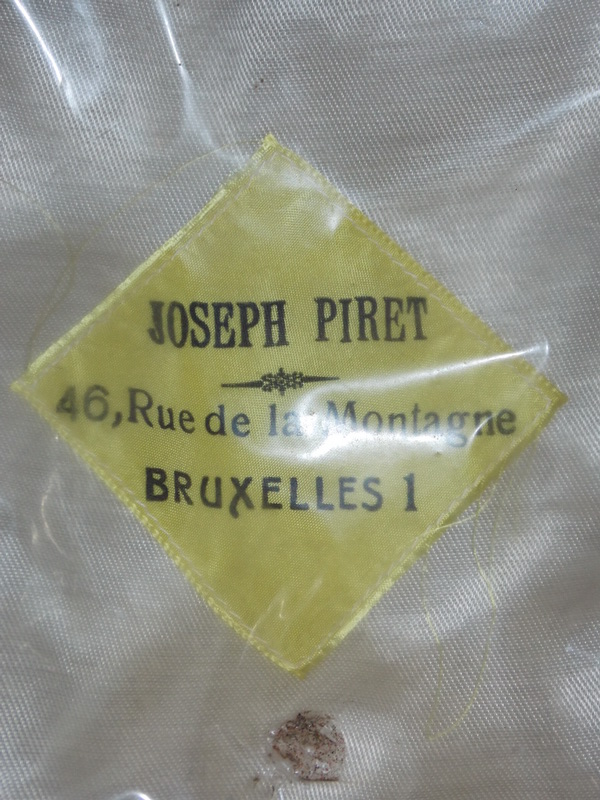 JOSEPH PIRET
46, Rue de la Montagne
BRUXELLES 1